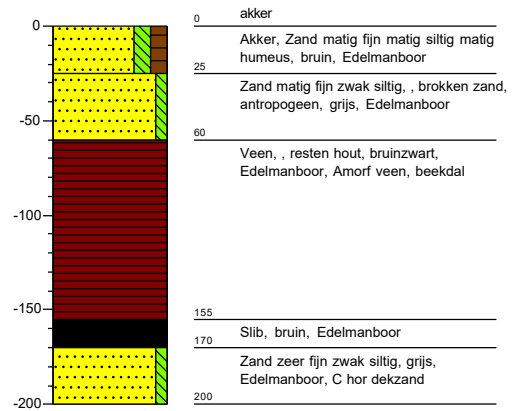 0
akker
0
Akker, Zand matig fijn matig siltig matig
humeus, bruin, Edelmanboor
25
Zand matig fijn zwak siltig, , brokken zand,
antropogeen, grijs, Edelmanboor
-50
60
Veen, , resten hout, bruinzwart,
Edelmanboor, Amorf veen, beekdal
-100
-150
155
Slib, bruin, Edelmanboor
170
Zand zeer fijn zwak siltig, grijs,
Edelmanboor, C hor dekzand
-200
200